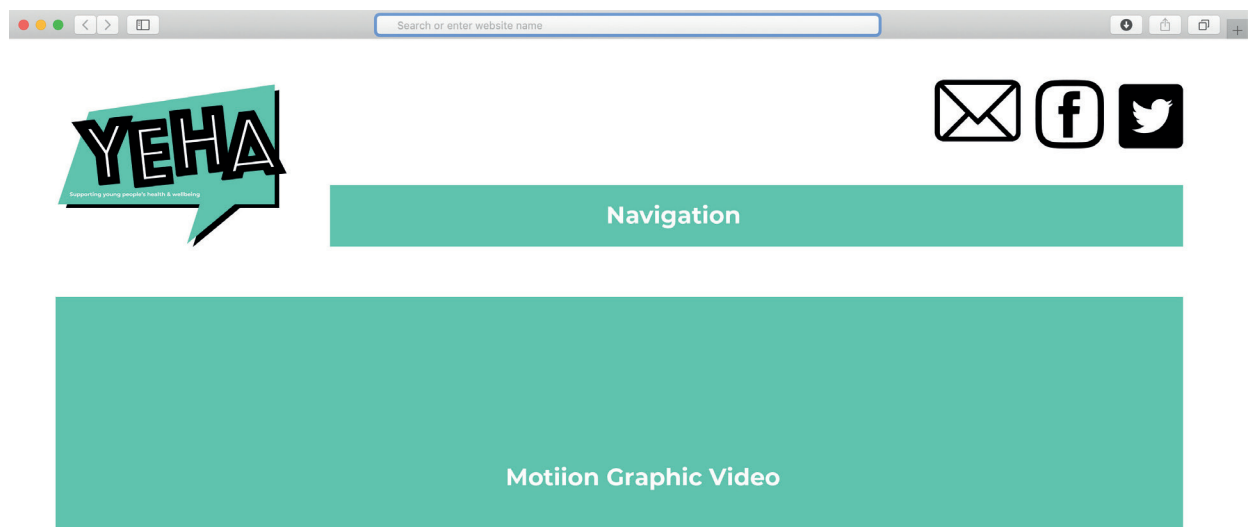 Search or enter website name
YEHA
Supporting young people's health & wellbeing
Navigation
Motiion Graphic Video